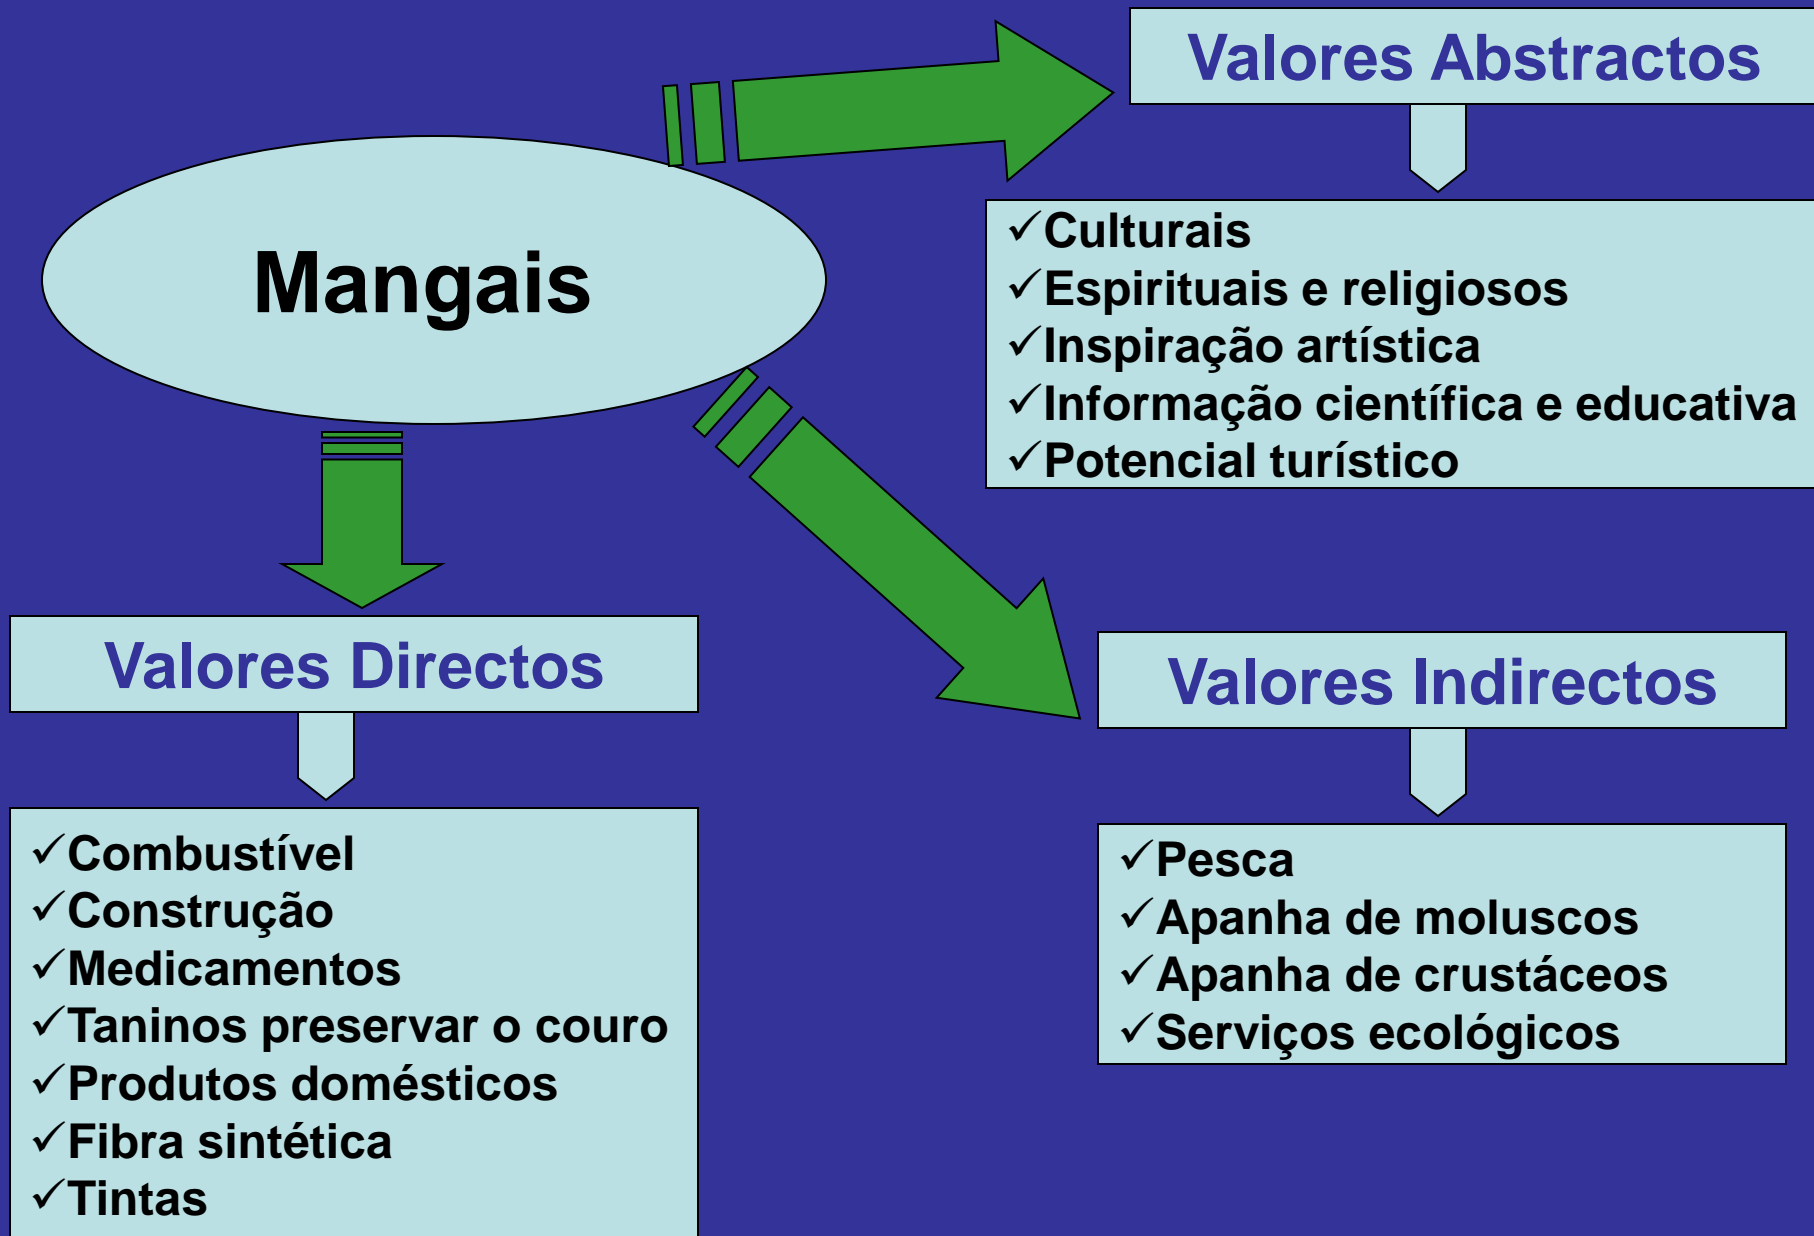 Valores Abstractos
Mangais
✓Culturais
✓Espirituais e religiosos
✓Inspiração artística
✓Informação científica e educativa
✓Potencial turístico
Valores Directos
✓Combustível
✓Construção
✓Medicamentos
✓Taninos preservar o couro
✓Produtos domésticos
✓Fibra sintética
✓Tintas
Valores Indirectos
✓Pesca
✓Apanha de moluscos
✓Apanha de crustáceos
✓Serviços ecológicos